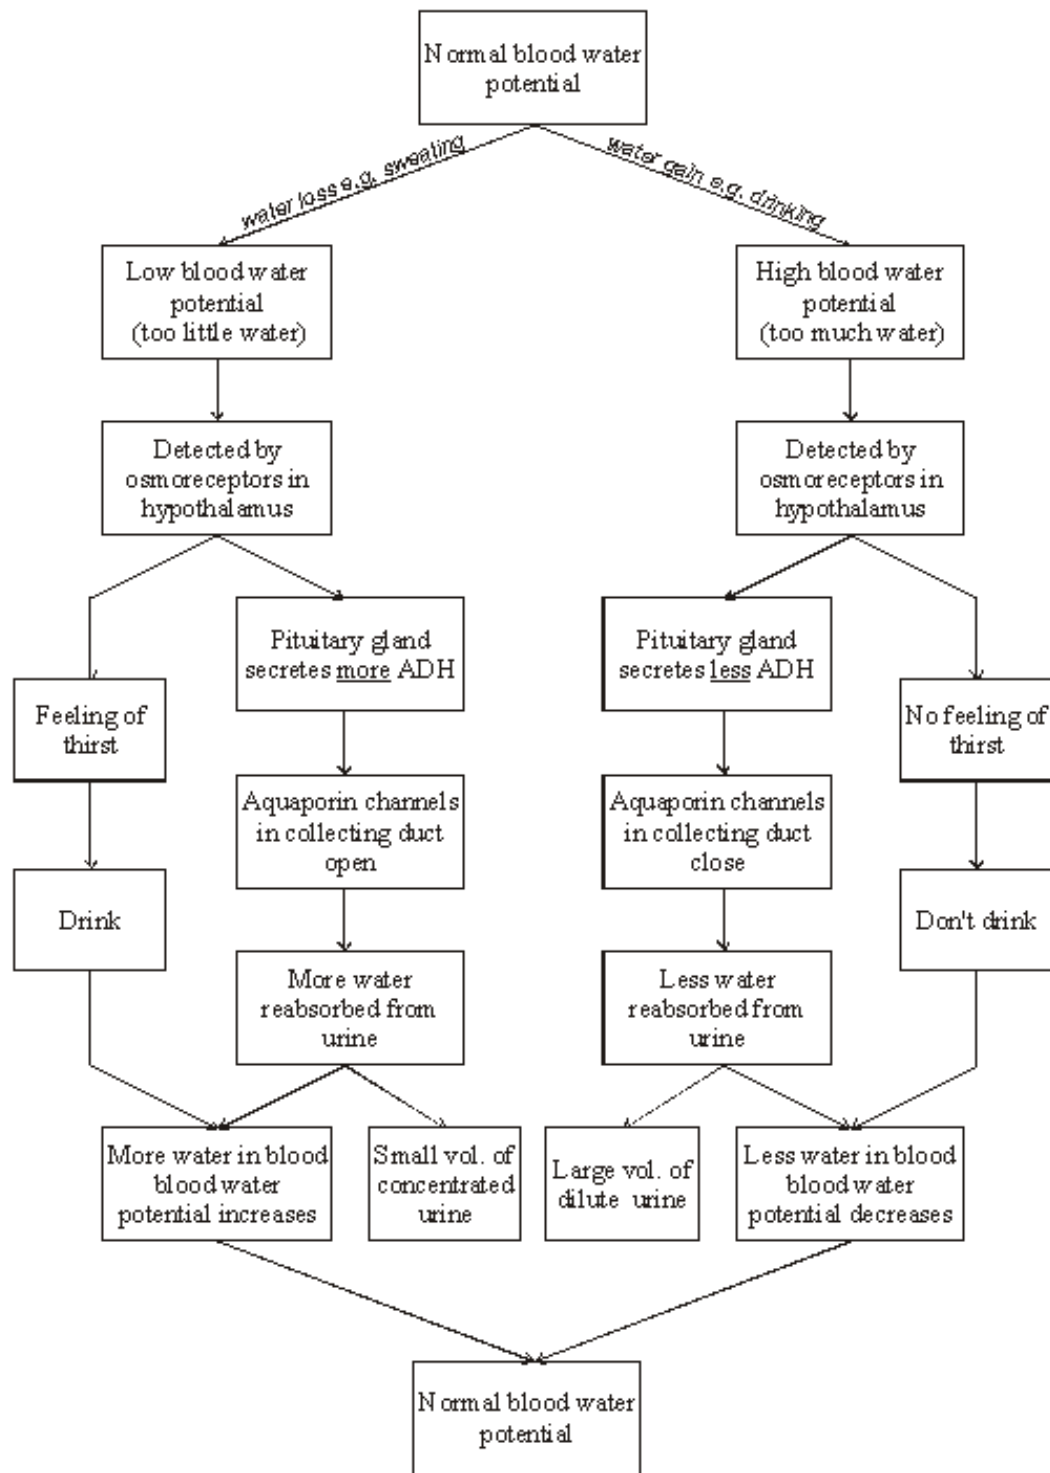 Normal blood water
potential
water loss e.g. sweating
water gain e.g. drinking
Low blood water
potential
(too little water)
High blood water
potential
(too much water)
Detected by
osmoreceptors in
hypothalamus
Detected by
osmoreceptors in
hypothalamus
Feeling of
thirst
Pituitary gland
secretes more ADH
Pituitary gland
secretes less ADH
No feeling of
thirst
Drink
Aquaporin channels
in collecting duct
open
Aquaporin channels
in collecting duct
close
Don't drink
More water
reabsorbed from
urine
Less water
reabsorbed from
urine
More water in blood
blood water
potential increases
Small vol. of
concentrated
urine
Large vol. of
dilute urine
Less water in blood
blood water
potential decreases
Normal blood water
potential